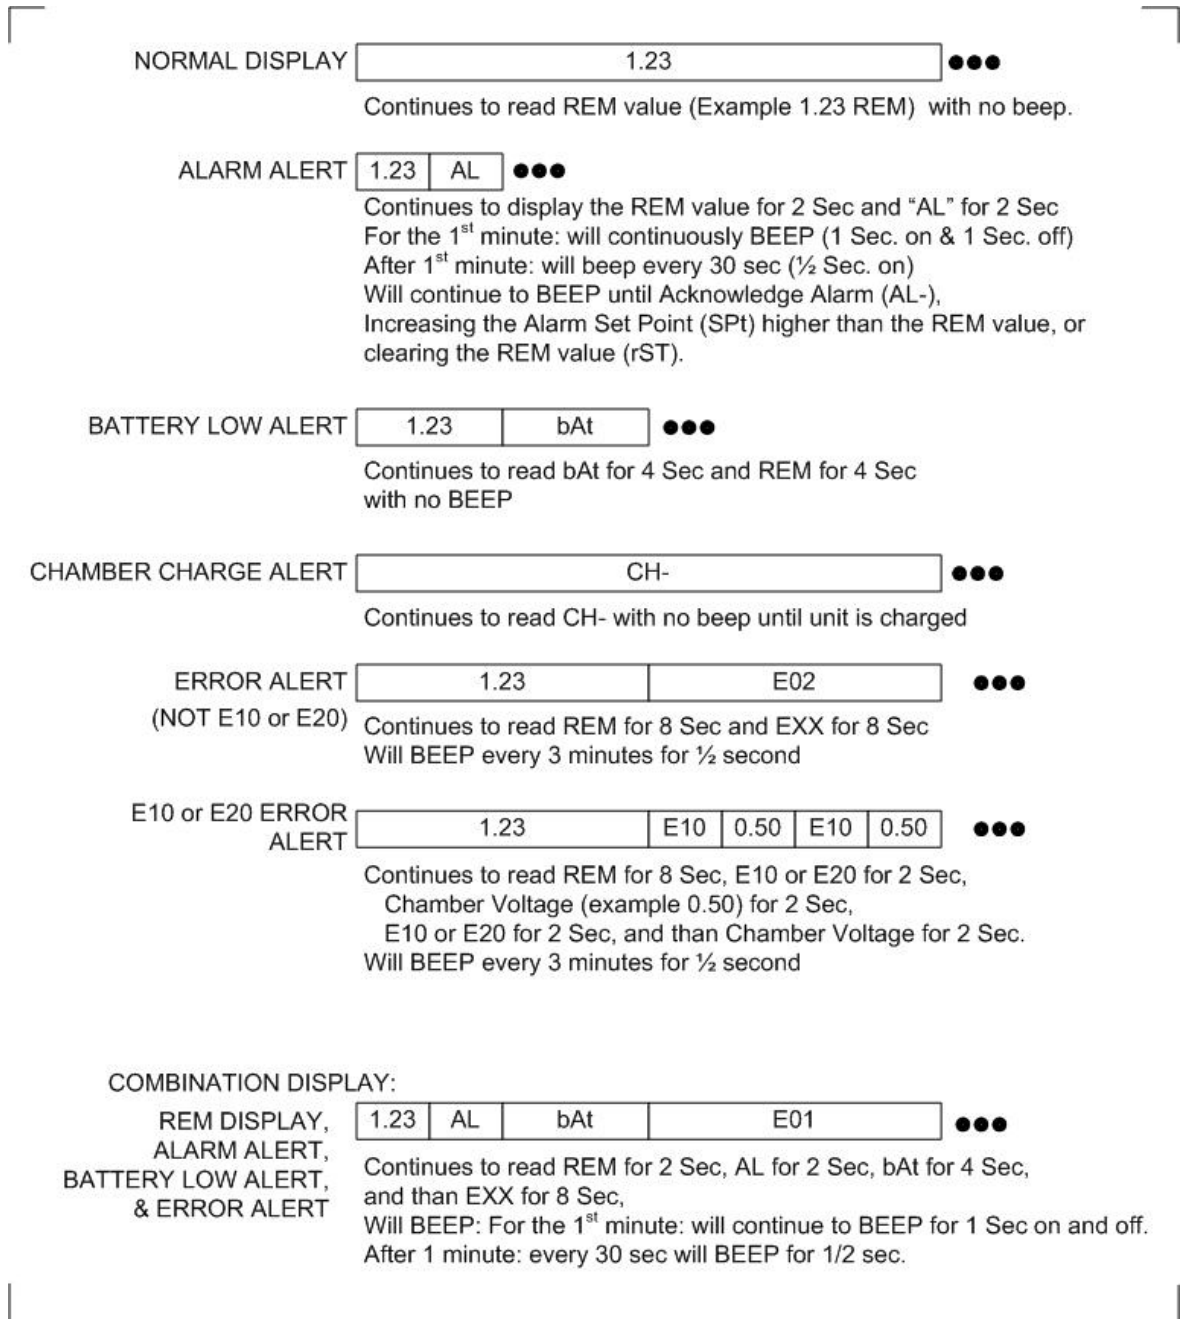 NORMAL DISPLAY 1.23 ●●●
Continues to read REM value (Example 1.23 REM)  with no beep.
ALARM ALERT 1.23 AL ●●●
Continues to display the REM value for 2 Sec and “AL” for 2 Sec
For the 1st minute: will continuously BEEP (1 Sec. on & 1 Sec. off)
After 1st minute: will beep every 30 sec (½ Sec. on)
Will continue to BEEP until Acknowledge Alarm (AL-),
Increasing the Alarm Set Point (SPt) higher than the REM value, or
clearing the REM value (rST).
BATTERY LOW ALERT 1.23 bAt ●●●
Continues to read bAt for 4 Sec and REM for 4 Sec
with no BEEP
CHAMBER CHARGE ALERT CH- ●●●
Continues to read CH- with no beep until unit is charged
ERROR ALERT 1.23 E02 ●●●
(NOT E10 or E20)
Continues to read REM for 8 Sec and EXX for 8 Sec
Will BEEP every 3 minutes for ½ second
E10 or E20 ERROR
ALERT 1.23 E10 0.50 E10 0.50 ●●●
Continues to read REM for 8 Sec, E10 or E20 for 2 Sec,
Chamber Voltage (example 0.50) for 2 Sec,
E10 or E20 for 2 Sec, and than Chamber Voltage for 2 Sec.
Will BEEP every 3 minutes for ½ second
COMBINATION DISPLAY:
REM DISPLAY,
ALARM ALERT,
BATTERY LOW ALERT,
& ERROR ALERT
1.23 AL bAt E01 ●●●
Continues to read REM for 2 Sec, AL for 2 Sec, bAt for 4 Sec,
and than EXX for 8 Sec,
Will BEEP: For the 1st minute: will continue to BEEP for 1 Sec on and off.
After 1 minute: every 30 sec will BEEP for 1/2 sec.